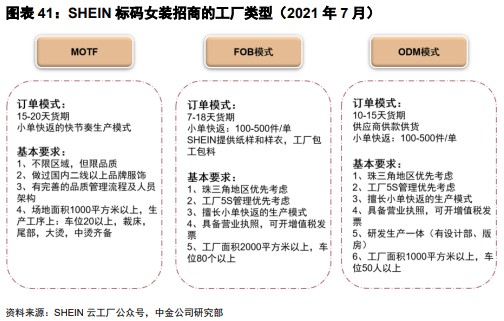 图表 41：SHEIN 标码女装招商的工厂类型（2021 年 7 月）
MOTF
订单模式：
15-20天货期
小单快返的快节奏生产模式
基本要求：
1、不限区域，但限品质
2、做过国内二线以上品牌服饰
3、有完善的品质管理流程及人员
架构
4、场地面积1000平方米以上，生
产工序上：车位20以上，裁床，
尾部，大烫，中烫齐备
FOB模式
订单模式：
7-18天货期
小单快返：100-500件/单
SHEIN提供纸样和样衣，工厂包
工包料
基本要求：
1、珠三角地区优先考虑
2、工厂5S管理优先考虑
3、擅长小单快返的生产模式
4、具备营业执照，可开增值税发
票
5、工厂面积2000平方米以上，车
位80个以上
ODM模式
订单模式：
10-15天货期
供应商供款供货
小单快返：100-500件/单
基本要求：
1、珠三角地区优先考虑
2、工厂5S管理优先考虑
3、擅长小单快返的生产模式
4、具备营业执照，可开增值税发
票
5、研发生产一体（有设计部、版
房）
6、工厂面积1000平方米以上，车
位50人以上
资料来源：SHEIN 云工厂公众号，中金公司研究部